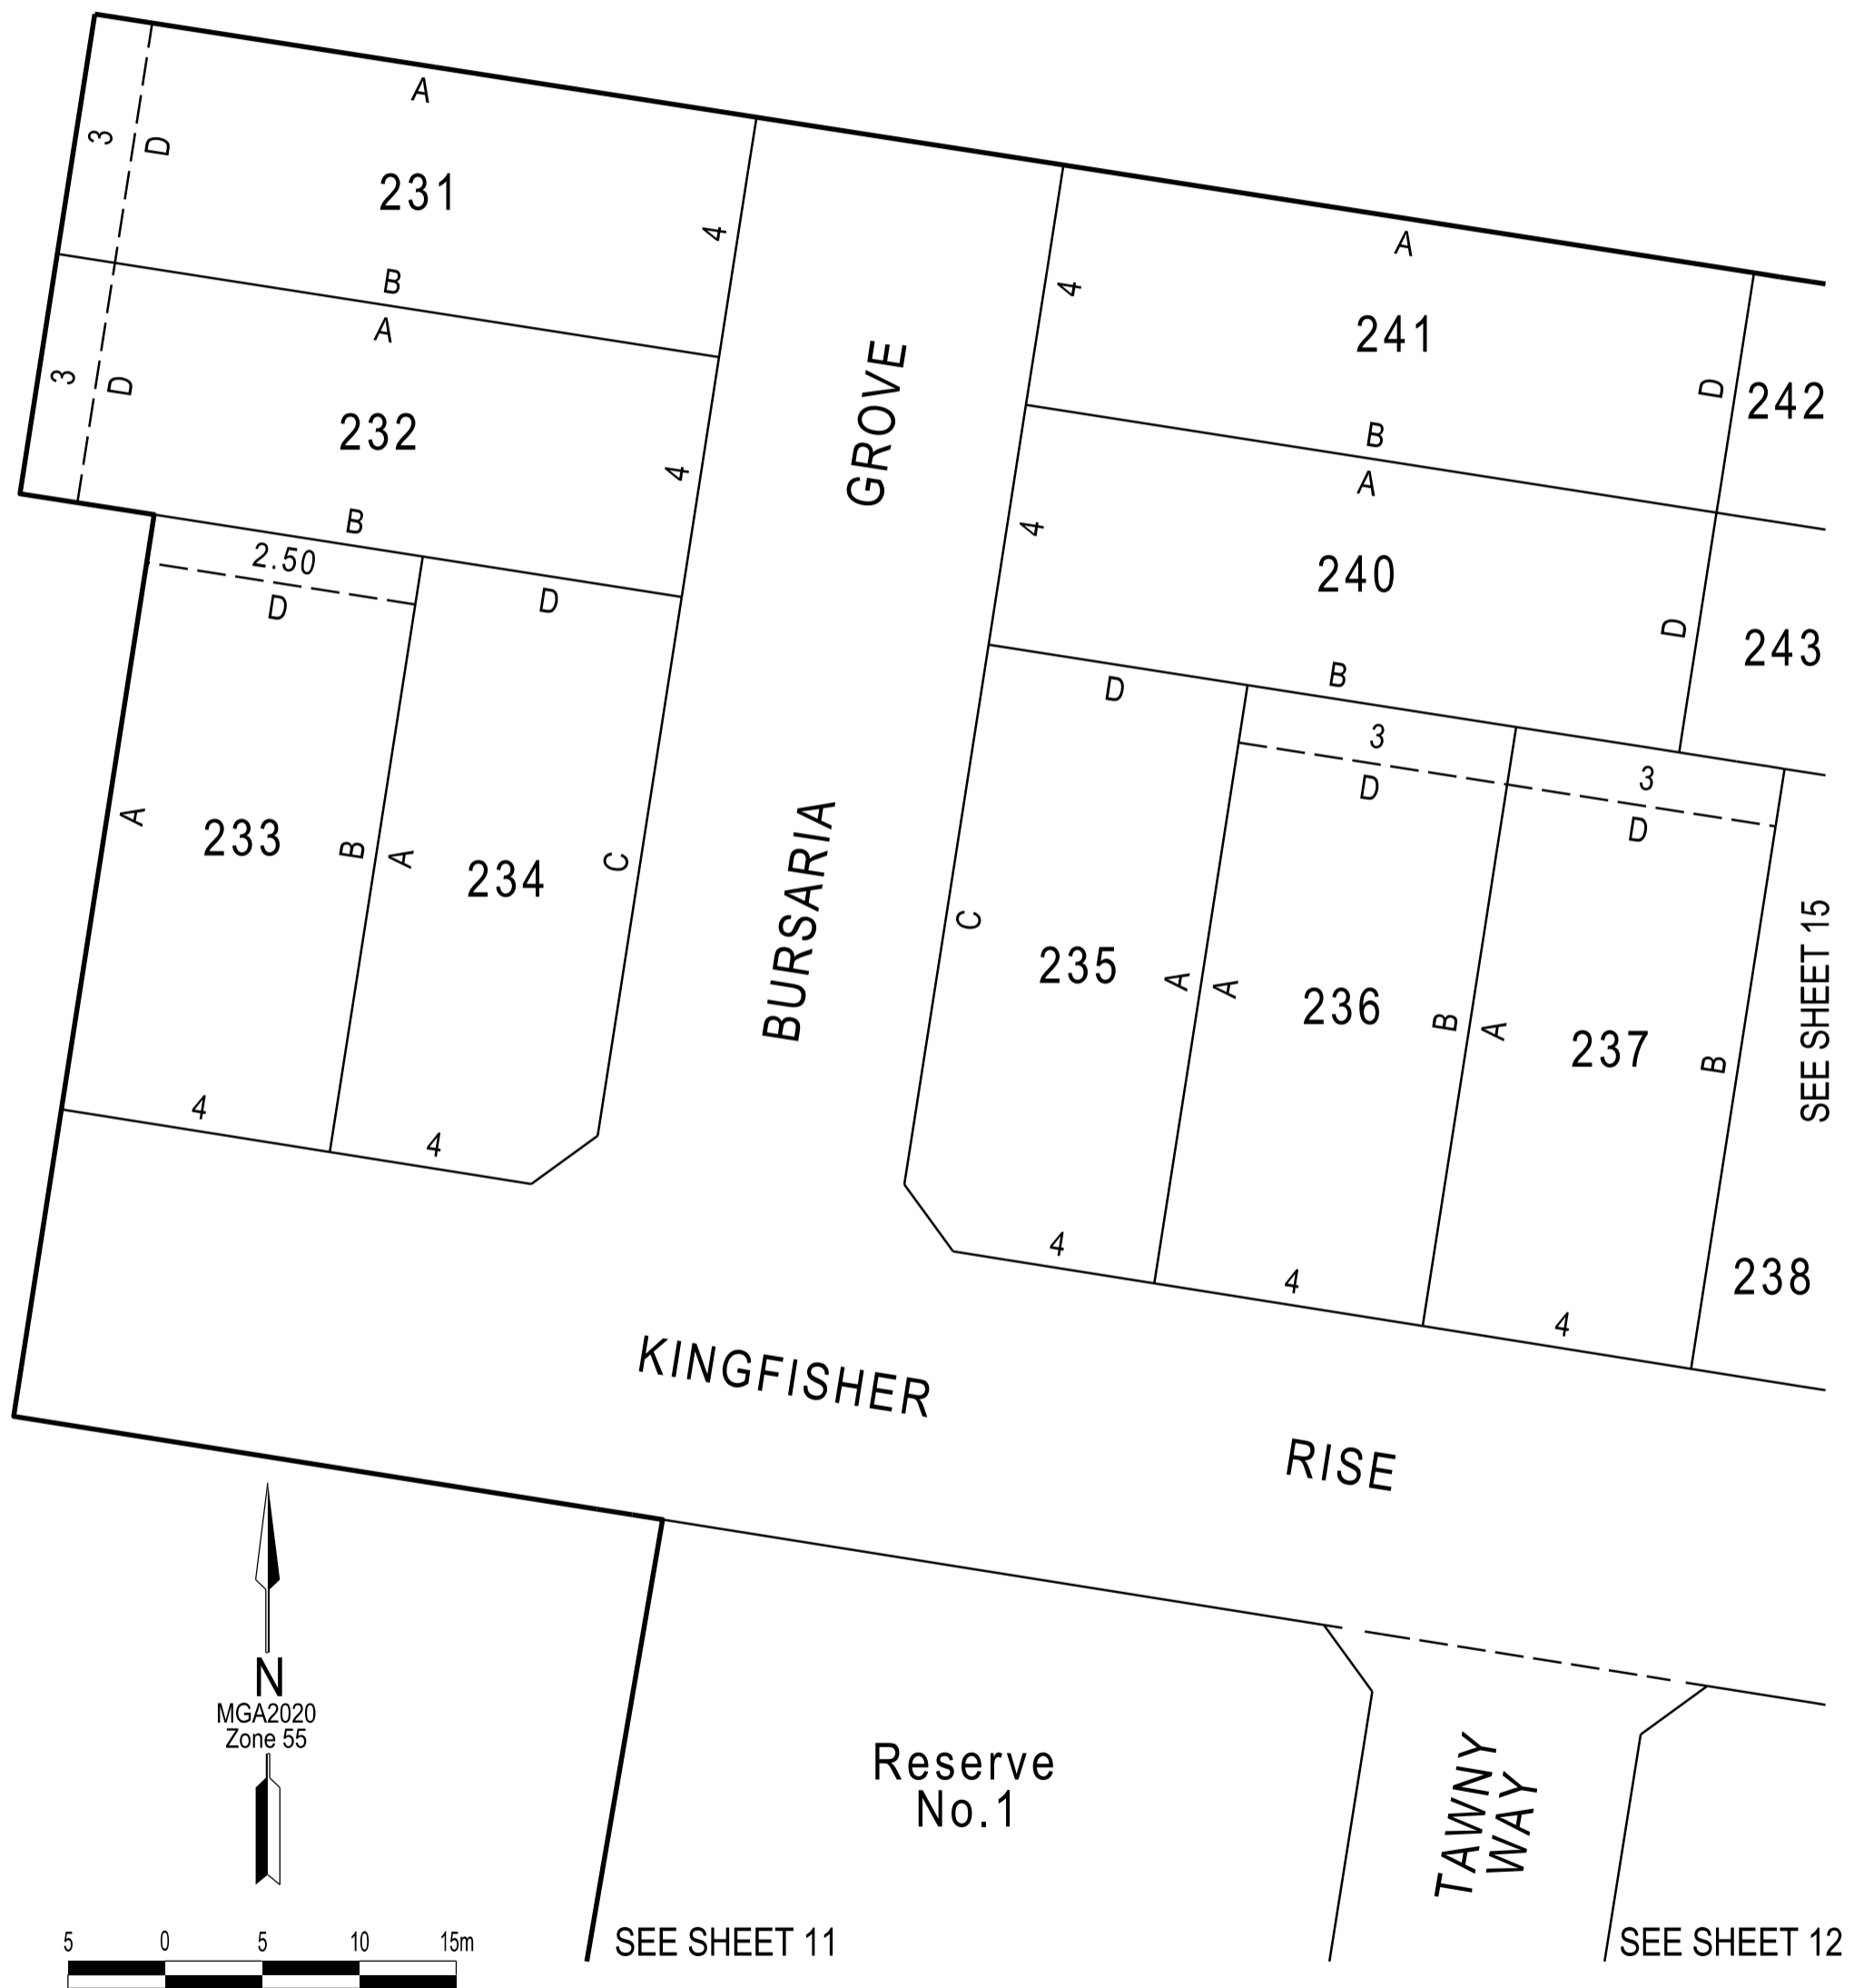 A
3
D
231
4
B
A
3
D
232
4
B
2.50
D
D
A
233
B
A
234
C
4
4
GROVE
BURSARIA
A
4
241
D
242
B
A
4
240
D
243
B
D
3
D
3
D
C
235
A
A
236
B
A
237
B
SEE SHEET 15
4
4
4
238
KINGFISHER
RISE
N
MGA2020
Zone 55
Reserve
No.1
TAWNY
WAY
5 0 5 10 15m
SEE SHEET 11
SEE SHEET 12